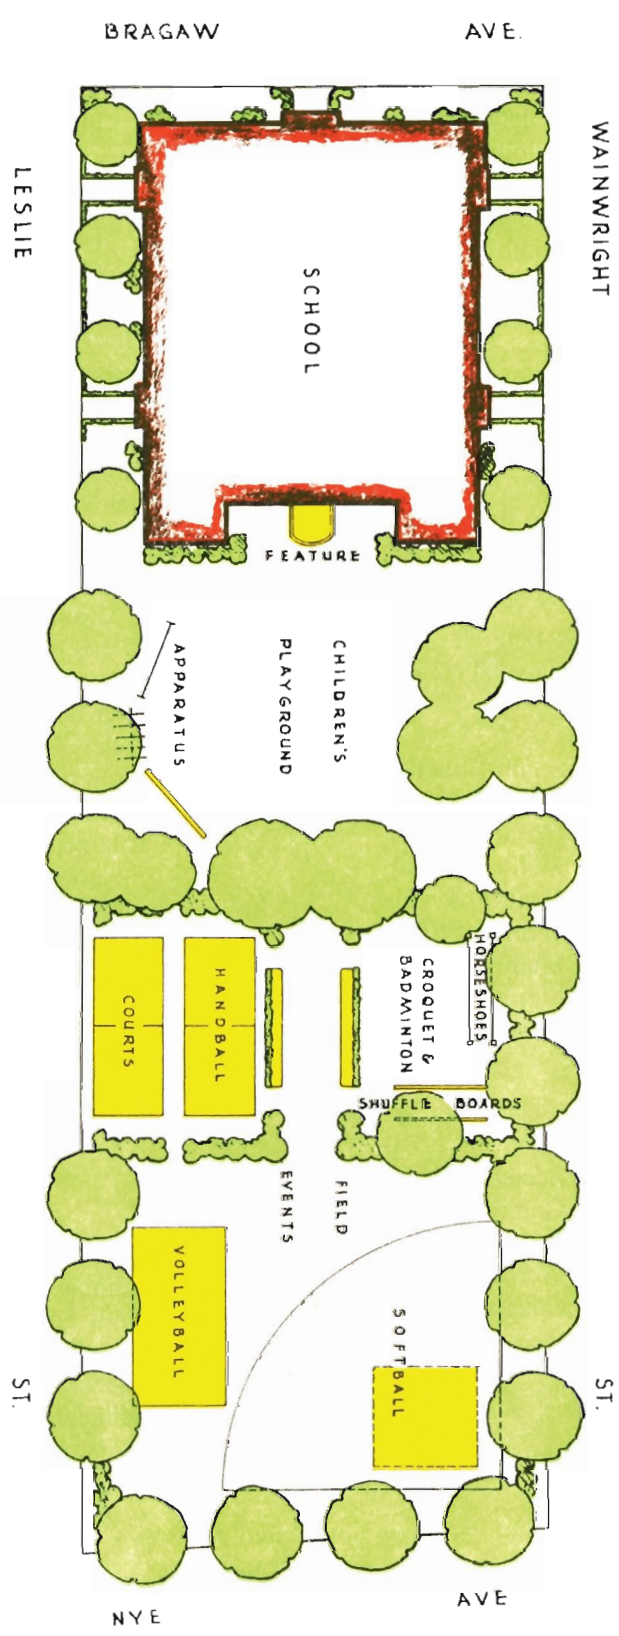 BRAGAW AVE.
LESLIE ST.
WAINWRIGHT ST.
SCHOOL
FEATURE
APPARATUS
CHILDREN'S
PLAYGROUND
HANDBALL
COURTS
CROQUET &
BADMINTON
HORSESHOES
SHUFFLE BOARDS
FIELD
EVENTS
VOLLEYBALL
SOFTBALL
NYE AVE